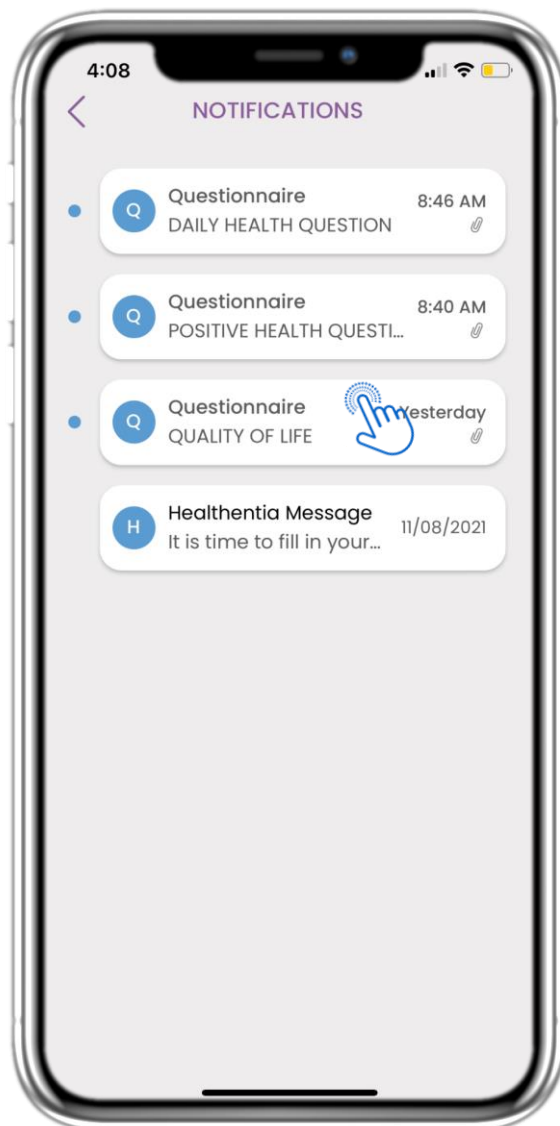 4:08
NOTIFICATIONS
Questionnaire 8:46 AM
Q
DAILY HEALTH QUESTION
Questionnaire 8:40 AM
Q
POSITIVE HEALTH QUESTI...
Questionnaire Yesterday
Q
QUALITY OF LIFE
Healthentia Message 11/08/2021
H
It is time to fill in your...